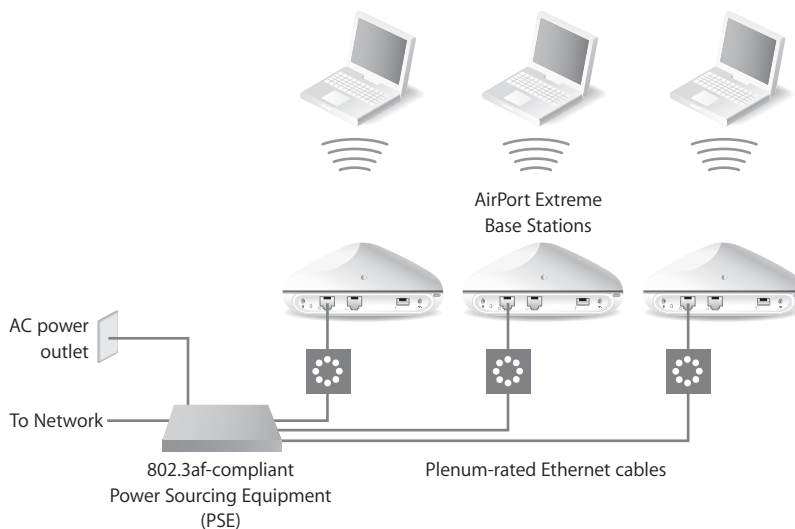 AirPort Extreme
Base Stations
AC power
outlet
To Network
802.3af-compliant
Power Sourcing Equipment
(PSE)
Plenum-rated Ethernet cables